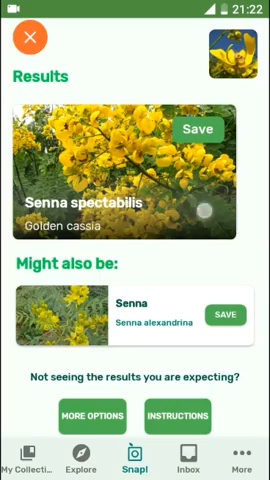 21:22
Results
Save
Senna spectabilis
Golden cassia
Might also be:
Senna
Senna alexandrina
SAVE
Not seeing the results you are expecting?
MORE OPTIONS
INSTRUCTIONS
My Collecti...
Explore
Snap!
Inbox
More